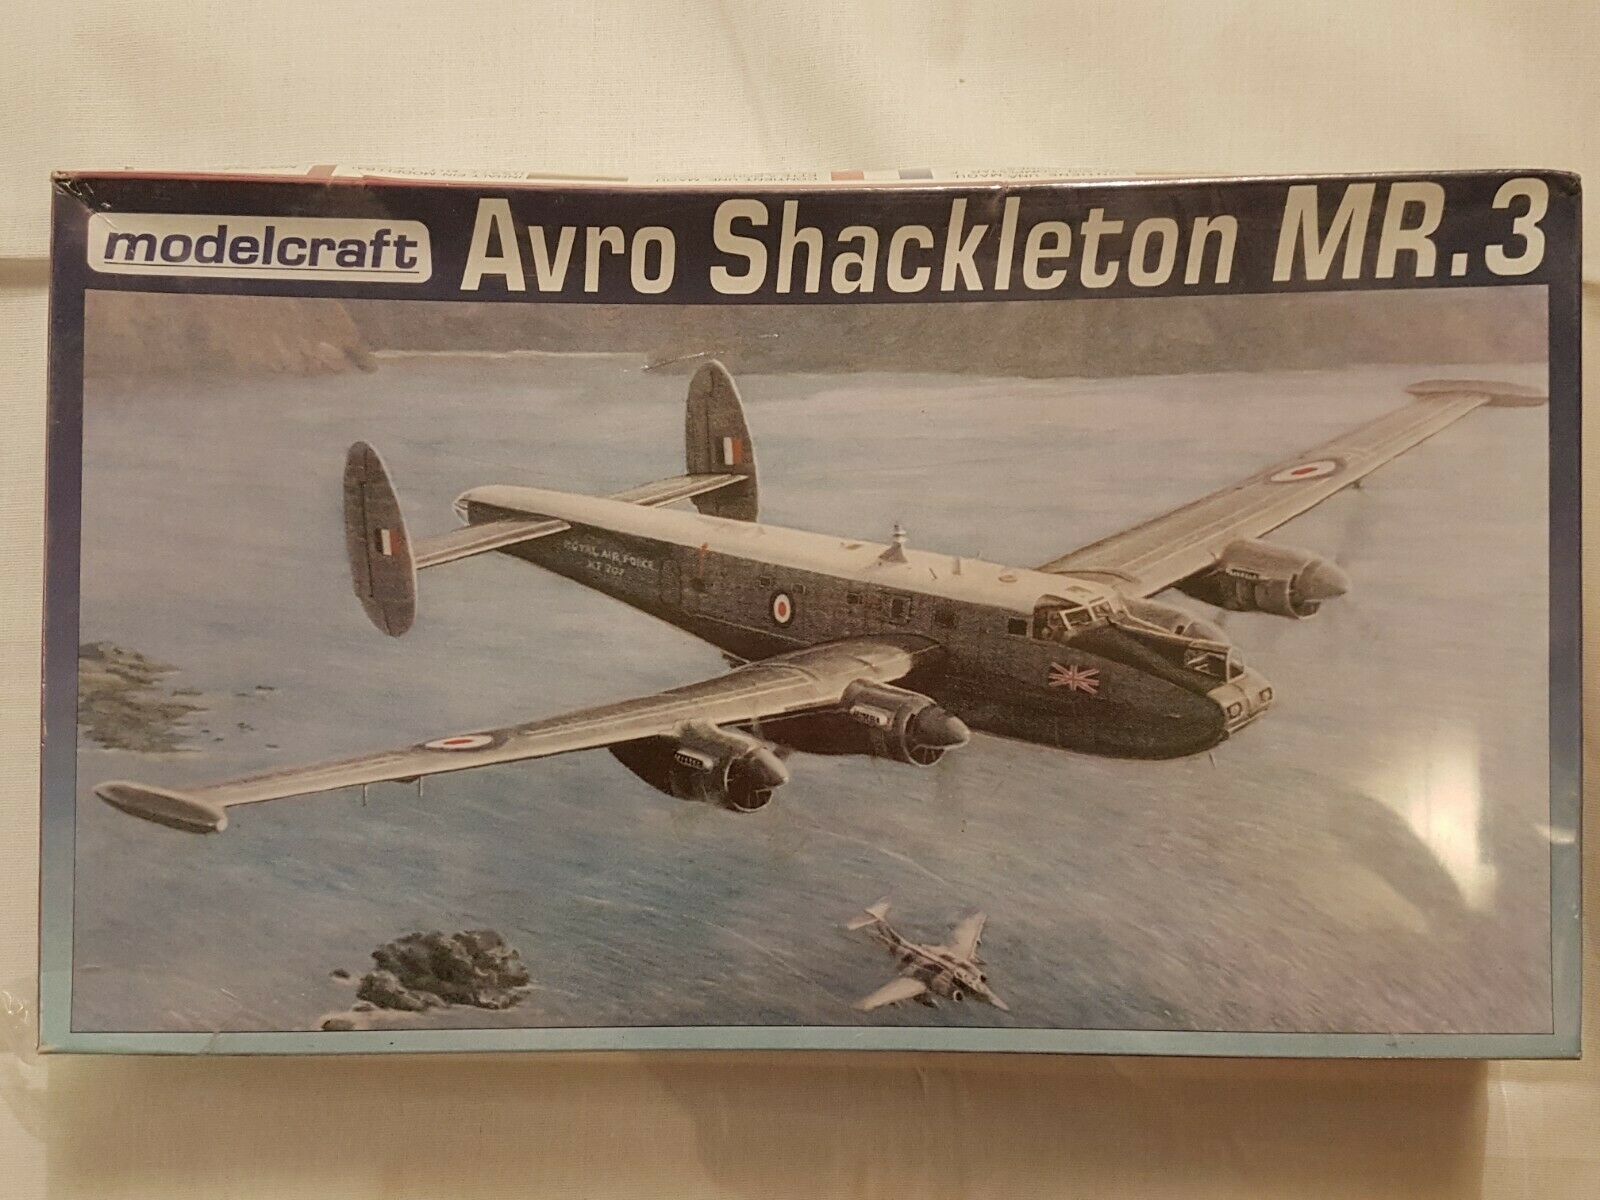 modelcraft
Avro Shackleton MR.3
ROYAL AIR FORCE